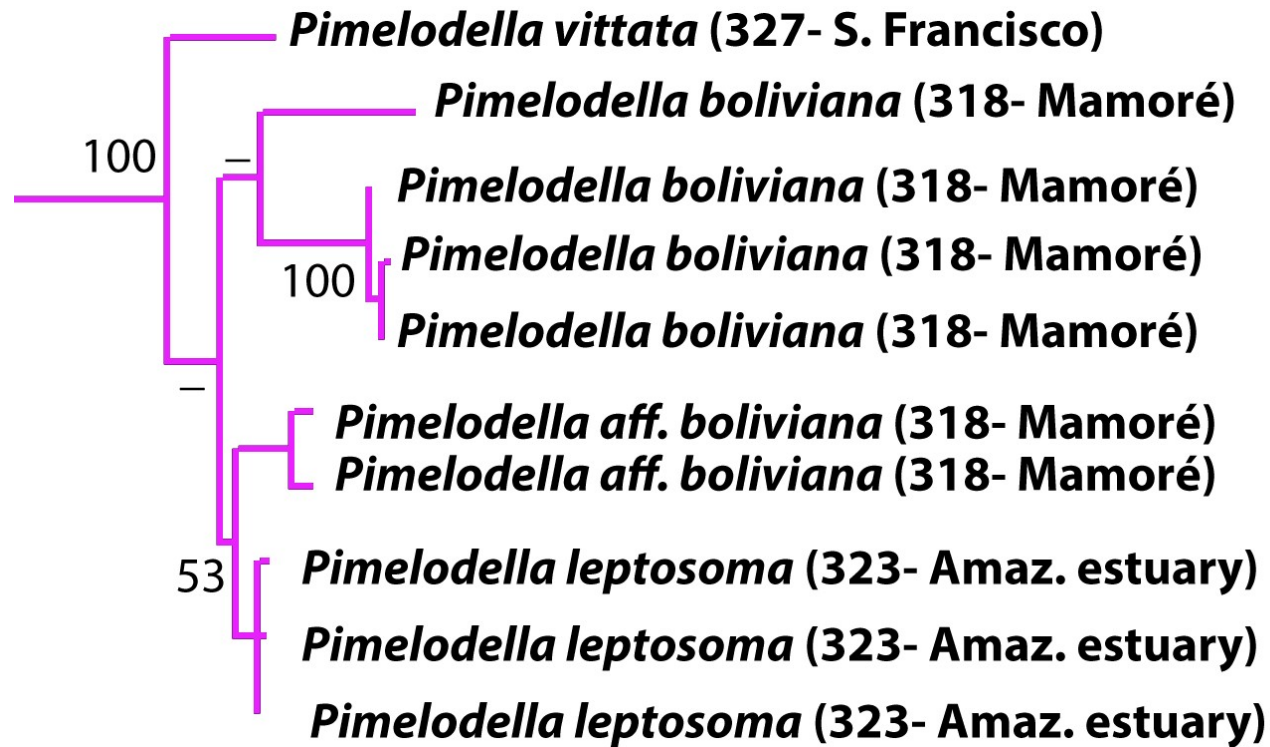 Pimelodella vittata (327- S. Francisco)
Pimelodella boliviana (318- Mamoré)
100
–
Pimelodella boliviana (318- Mamoré)
Pimelodella boliviana (318- Mamoré)
100
Pimelodella boliviana (318- Mamoré)
–
Pimelodella aff. boliviana (318- Mamoré)
Pimelodella aff. boliviana (318- Mamoré)
53
Pimelodella leptosoma (323- Amaz. estuary)
Pimelodella leptosoma (323- Amaz. estuary)
Pimelodella leptosoma (323- Amaz. estuary)